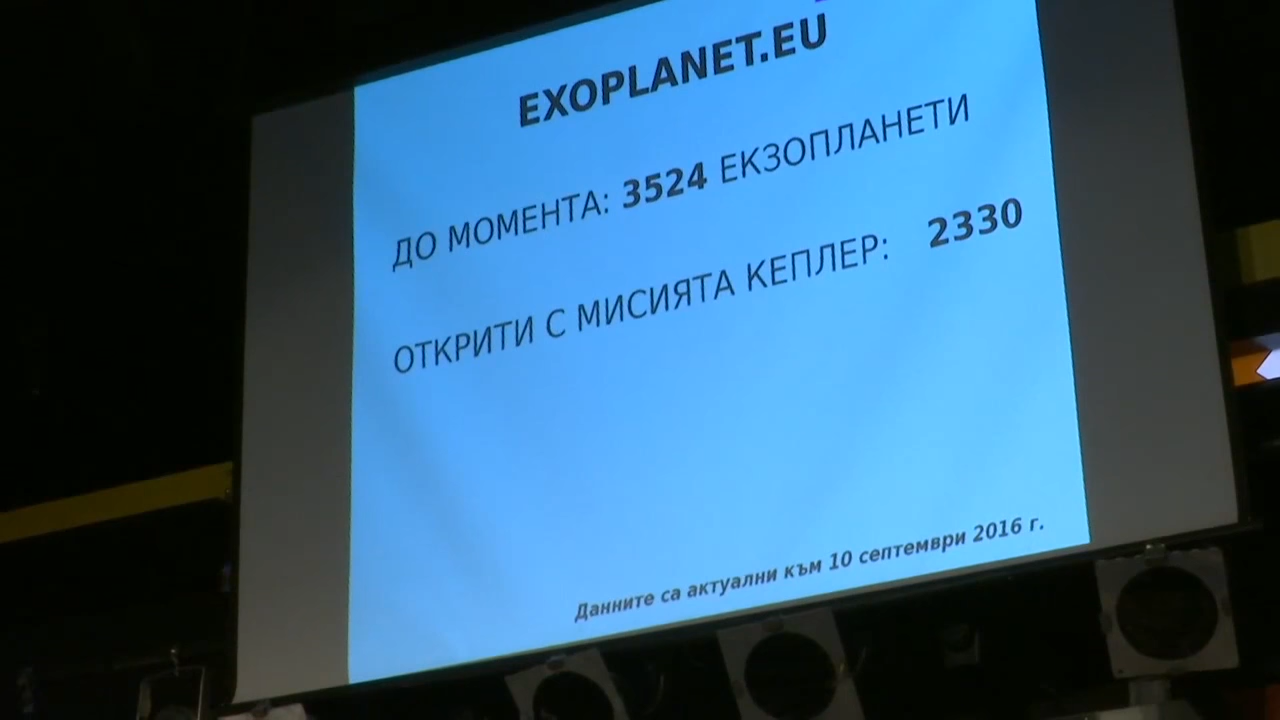 EXOPLANET.EU
ДО МОМЕНТА: 3524 ЕКЗОПЛАНЕТИ
ОТКРИТИ С МИСИЯТА КЕПЛЕР: 2330
Данните са актуални към 10 септември 2016 г.